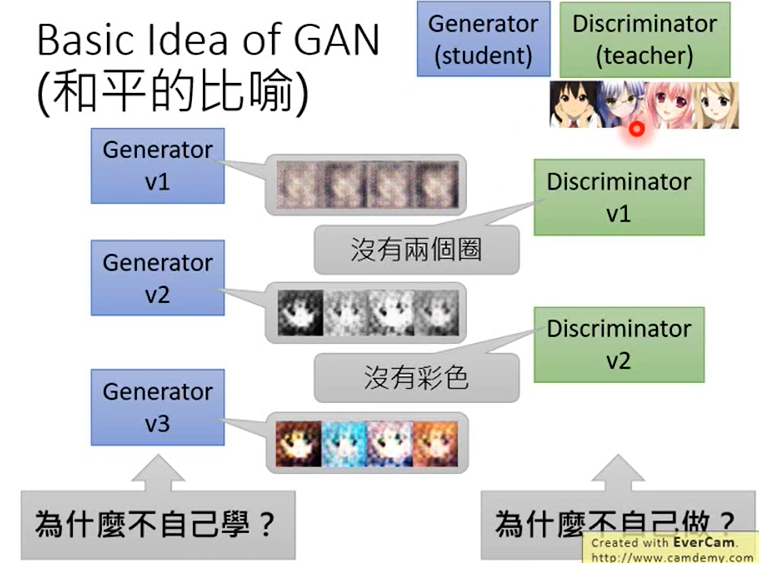 Basic Idea of GAN
(和平的比喻)
Generator
(student)
Discriminator
(teacher)
Generator
v1
Discriminator
v1
沒有兩個圈
Generator
v2
Discriminator
v2
沒有彩色
Generator
v3
為什麼不自己學？
為什麼不自己做？
Created with EverCam.
http://www.camdemy.com